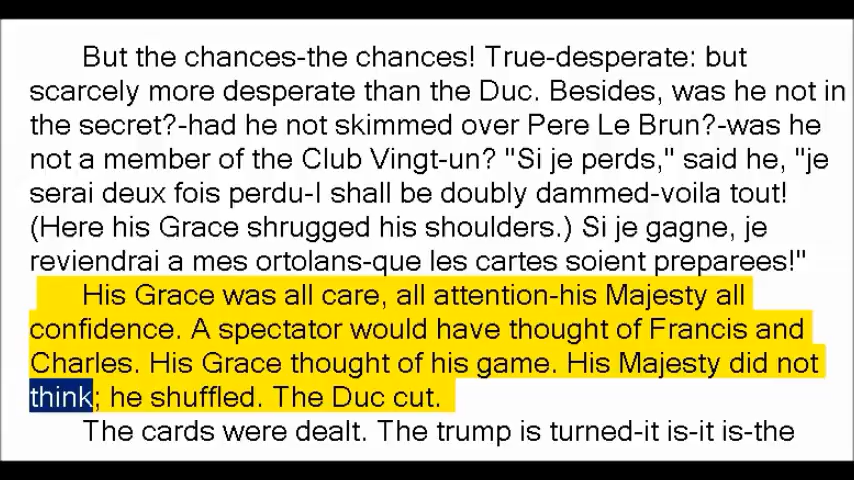 But the chances-the chances! True-desperate: but
scarcely more desperate than the Duc. Besides, was he not in
the secret?-had he not skimmed over Pere Le Brun?-was he
not a member of the Club Vingt-un? "Si je perds," said he, "je
serai deux fois perdu-I shall be doubly dammed-voila tout!
(Here his Grace shrugged his shoulders.) Si je gagne, je
reviendrai a mes ortolans-que les cartes soient preparees!"
His Grace was all care, all attention-his Majesty all
confidence. A spectator would have thought of Francis and
Charles. His Grace thought of his game. His Majesty did not
think; he shuffled. The Duc cut.
The cards were dealt. The trump is turned-it is-it is-the